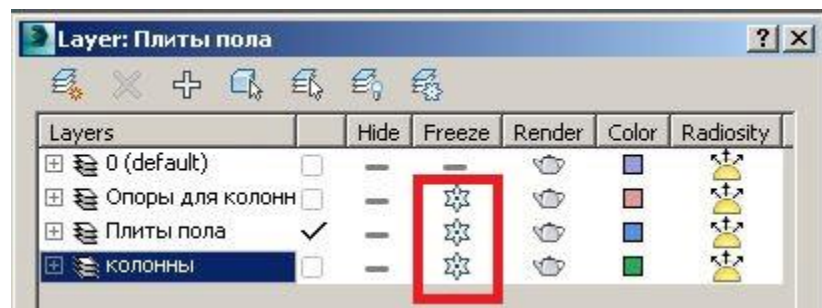 Layer: Плиты пола
Layers Hide Freeze Render Color Radiosity
0 (default)
Опоры для колонн
Плиты пола
колонны